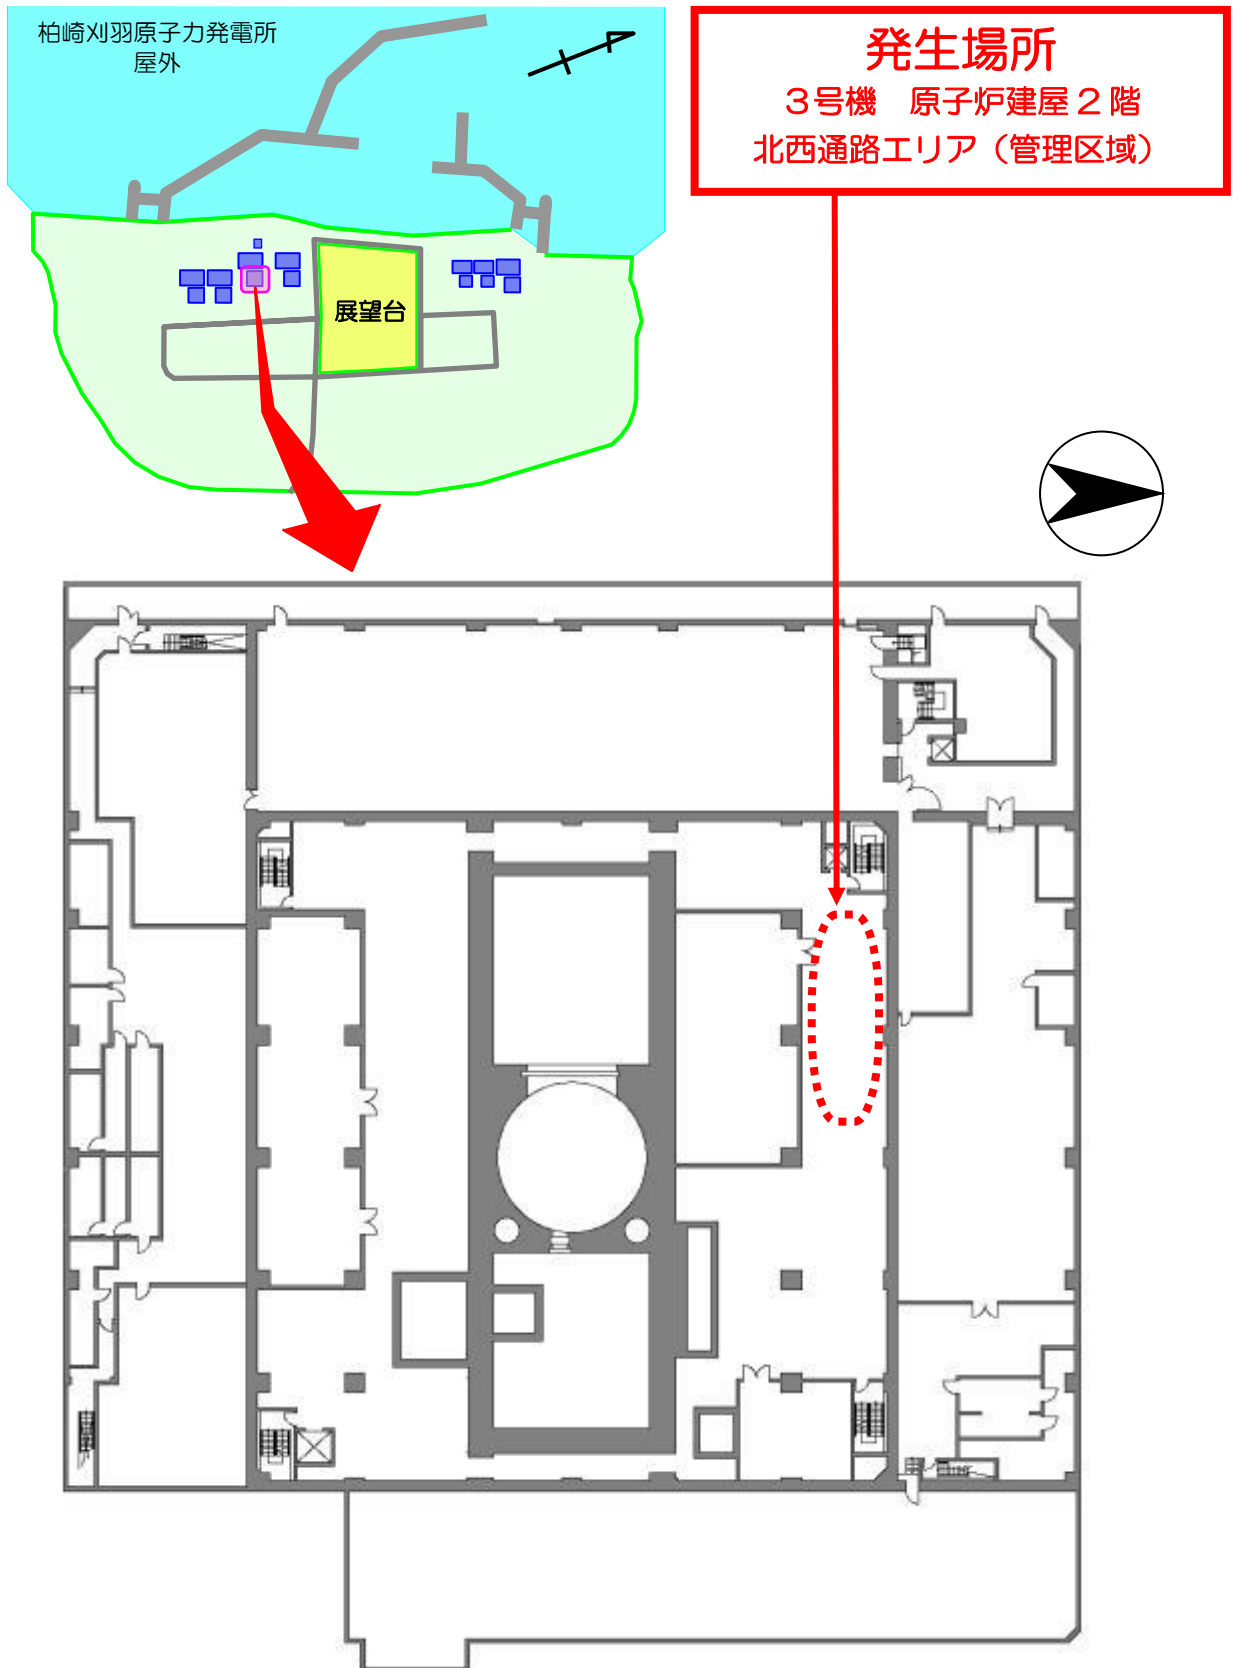 柏崎刈羽原子力発電所
屋外
発生場所
３号機　原子炉建屋２階
北西通路エリア（管理区域）
展望台